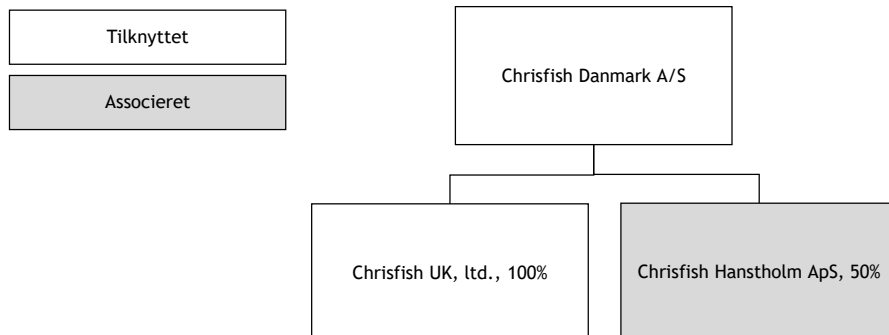 Tilknyttet
Associeret
Chrisfish Danmark A/S
Chrisfish UK, ltd., 100%
Chrisfish Hanstholm ApS, 50%